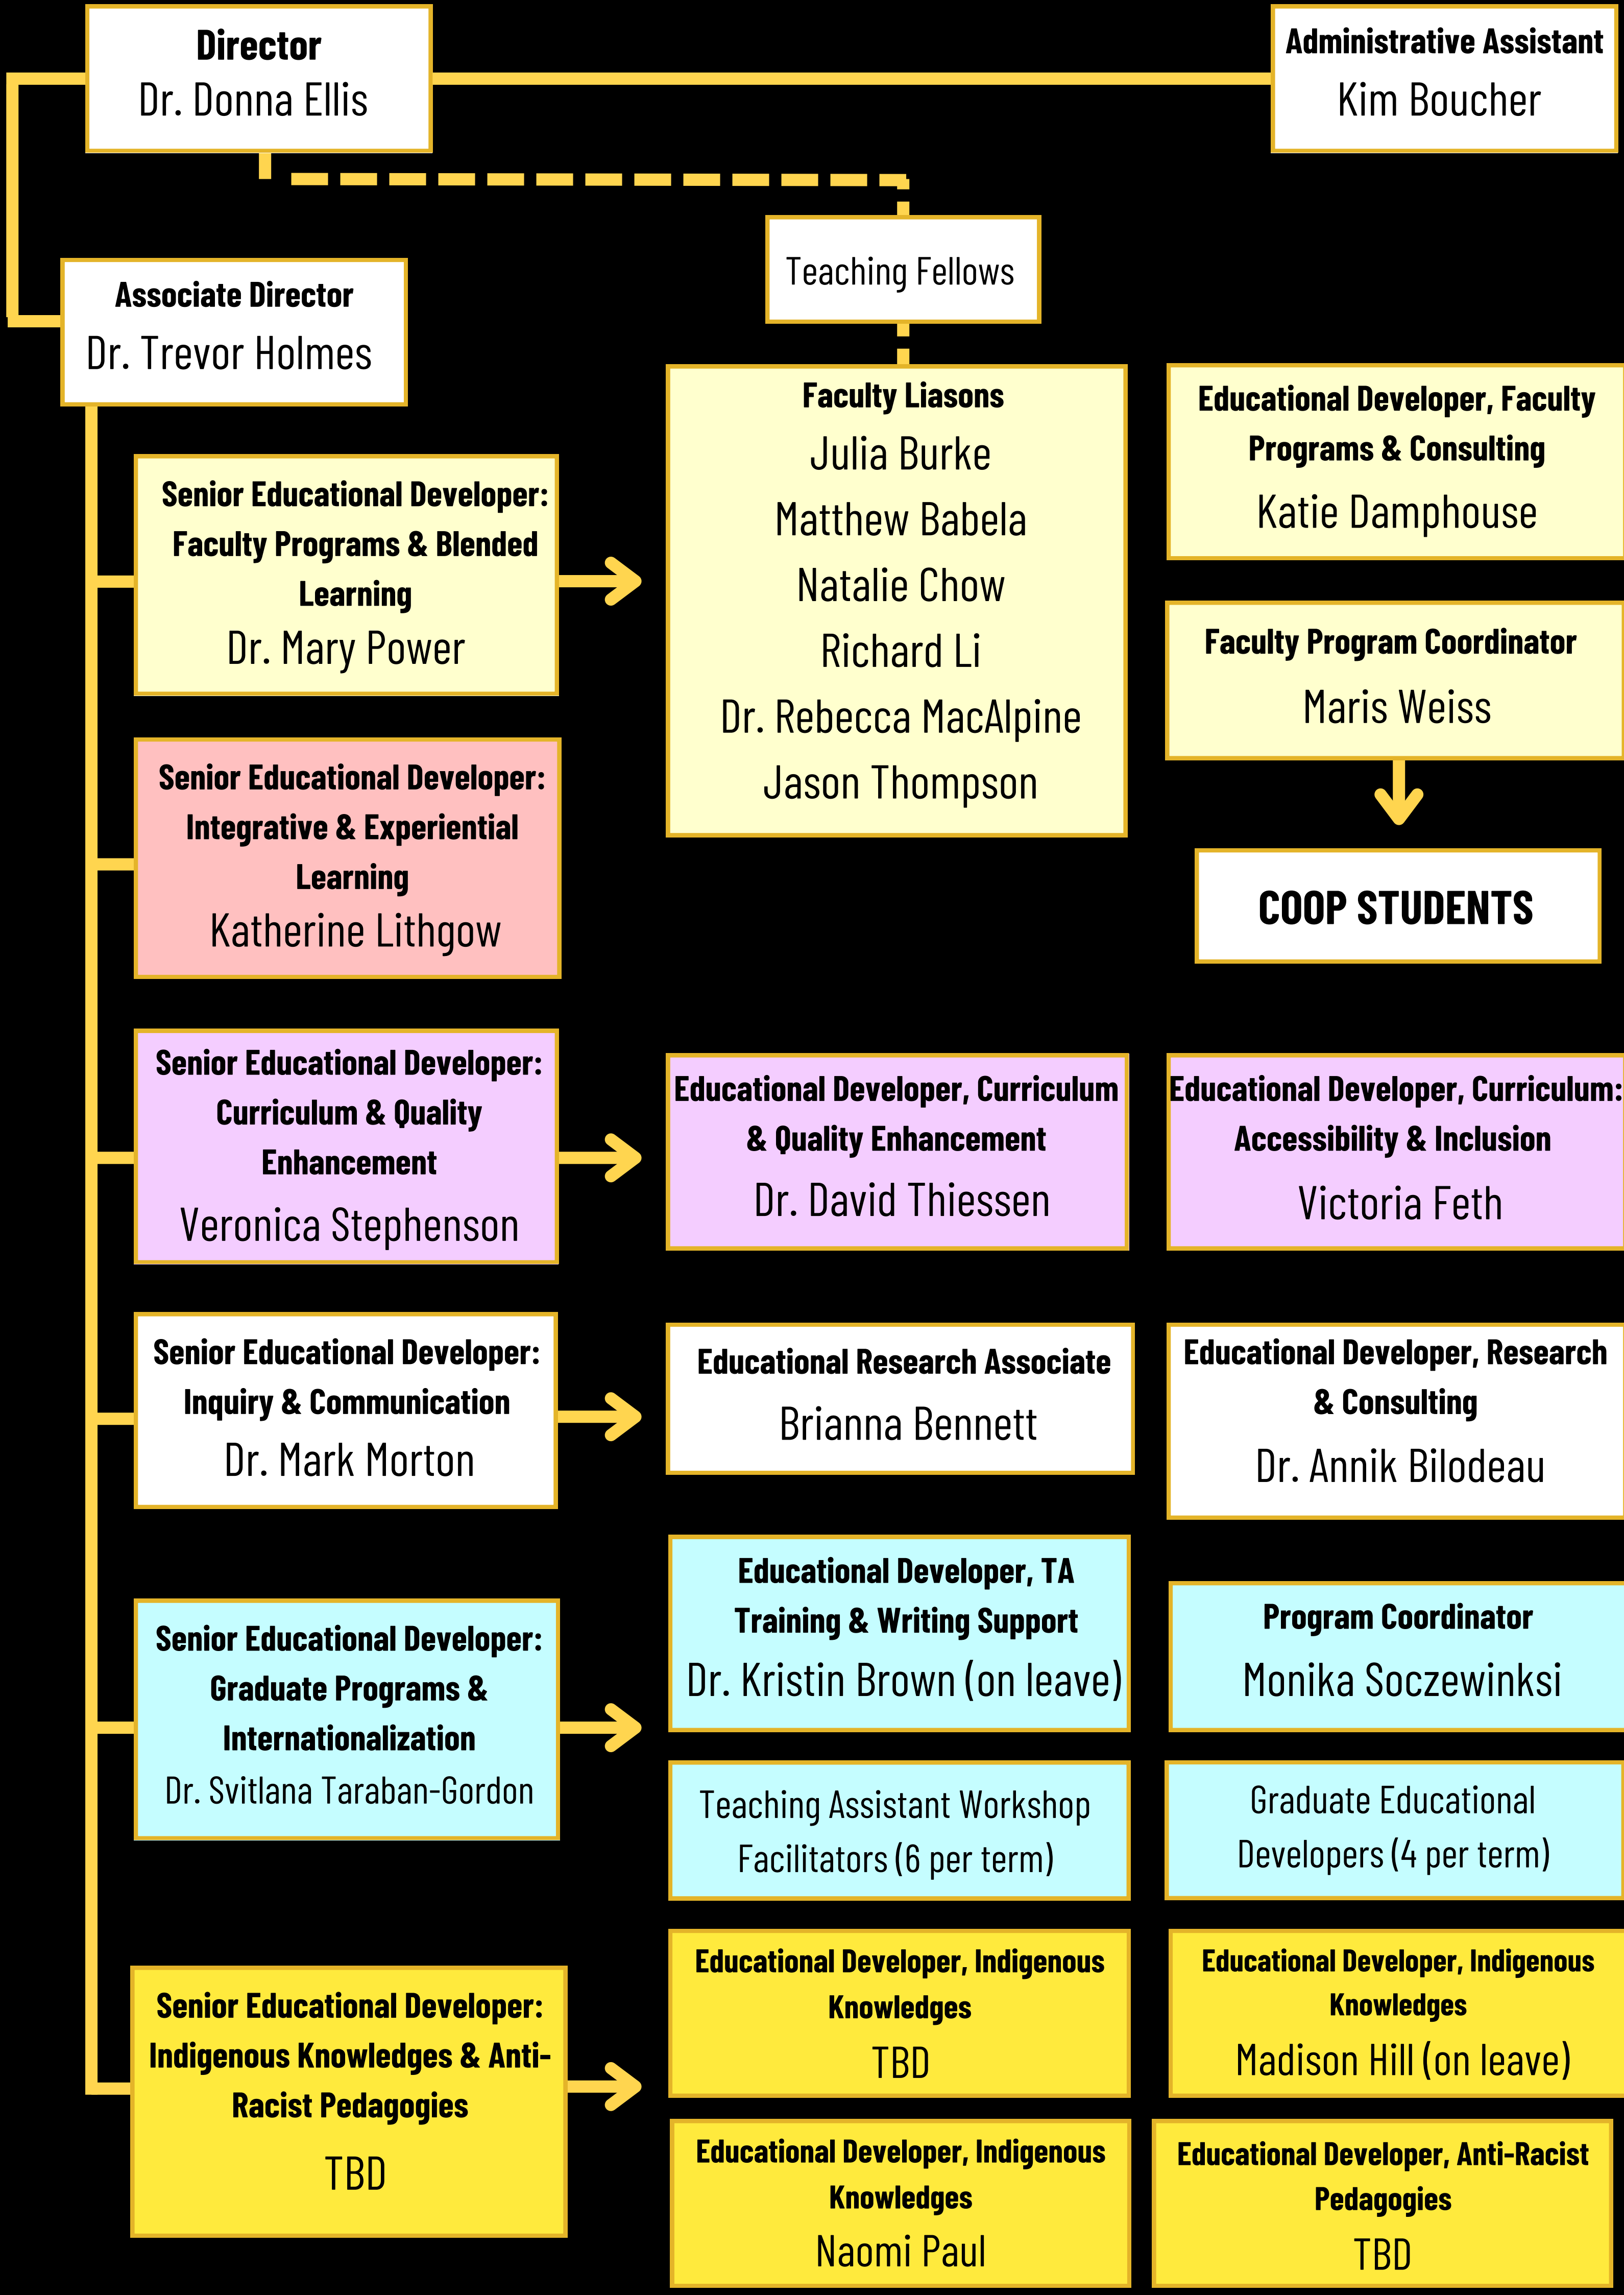 Director
Dr. Donna Ellis
Administrative Assistant
Kim Boucher
Teaching Fellows
Associate Director
Dr. Trevor Holmes
Senior Educational Developer:
Faculty Programs & Blended
Learning
Dr. Mary Power
Faculty Liasons
Julia Burke
Matthew Babela
Natalie Chow
Richard Li
Dr. Rebecca MacAlpine
Jason Thompson
Educational Developer, Faculty
Programs & Consulting
Katie Damphouse
Faculty Program Coordinator
Maris Weiss
COOP STUDENTS
Senior Educational Developer:
Integrative & Experiential
Learning
Katherine Lithgow
Senior Educational Developer:
Curriculum & Quality
Enhancement
Veronica Stephenson
Educational Developer, Curriculum
& Quality Enhancement
Dr. David Thiessen
Educational Developer, Curriculum:
Accessibility & Inclusion
Victoria Feth
Senior Educational Developer:
Inquiry & Communication
Dr. Mark Morton
Educational Research Associate
Brianna Bennett
Educational Developer, Research
& Consulting
Dr. Annik Bilodeau
Senior Educational Developer:
Graduate Programs &
Internationalization
Dr. Svitlana Taraban-Gordon
Educational Developer, TA
Training & Writing Support
Dr. Kristin Brown (on leave)
Program Coordinator
Monika Soczewinksi
Teaching Assistant Workshop
Facilitators (6 per term)
Graduate Educational
Developers (4 per term)
Senior Educational Developer:
Indigenous Knowledges & Anti-
Racist Pedagogies
TBD
Educational Developer, Indigenous
Knowledges
TBD
Educational Developer, Indigenous
Knowledges
Madison Hill (on leave)
Educational Developer, Indigenous
Knowledges
Naomi Paul
Educational Developer, Anti-Racist
Pedagogies
TBD